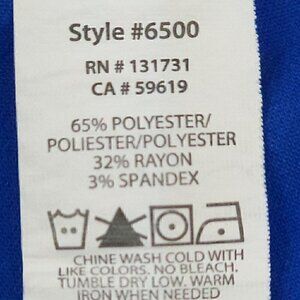 Style #6500
RN # 131731
CA # 59619
65% POLYESTER/
POLIESTER/POLYESTER
32% RAYON
3% SPANDEX
CHINE WASH COLD WITH
LIKE COLORS. NO BLEACH.
TUMBLE DRY LOW. WARM
IRON WHEN NEEDED